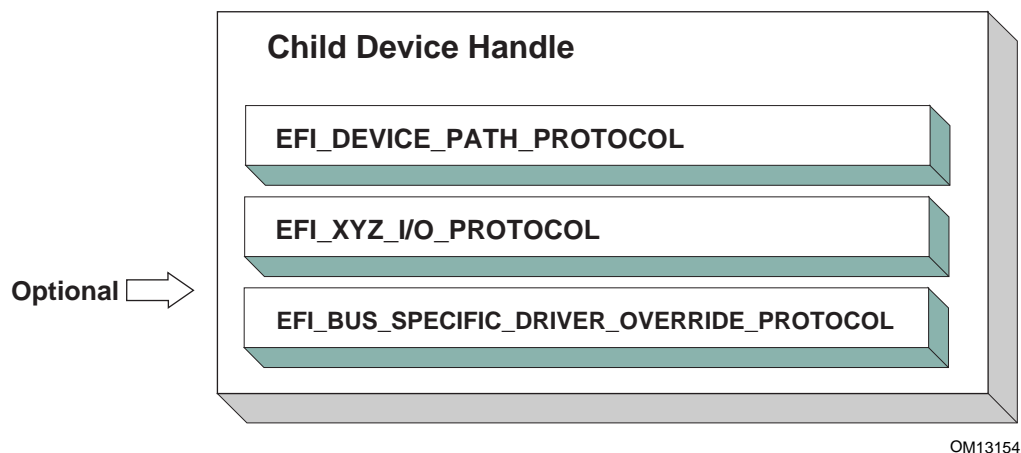 Child Device Handle
EFI_DEVICE_PATH_PROTOCOL
EFI_XYZ_I/O_PROTOCOL
Optional
EFI_BUS_SPECIFIC_DRIVER_OVERRIDE_PROTOCOL
OM13154